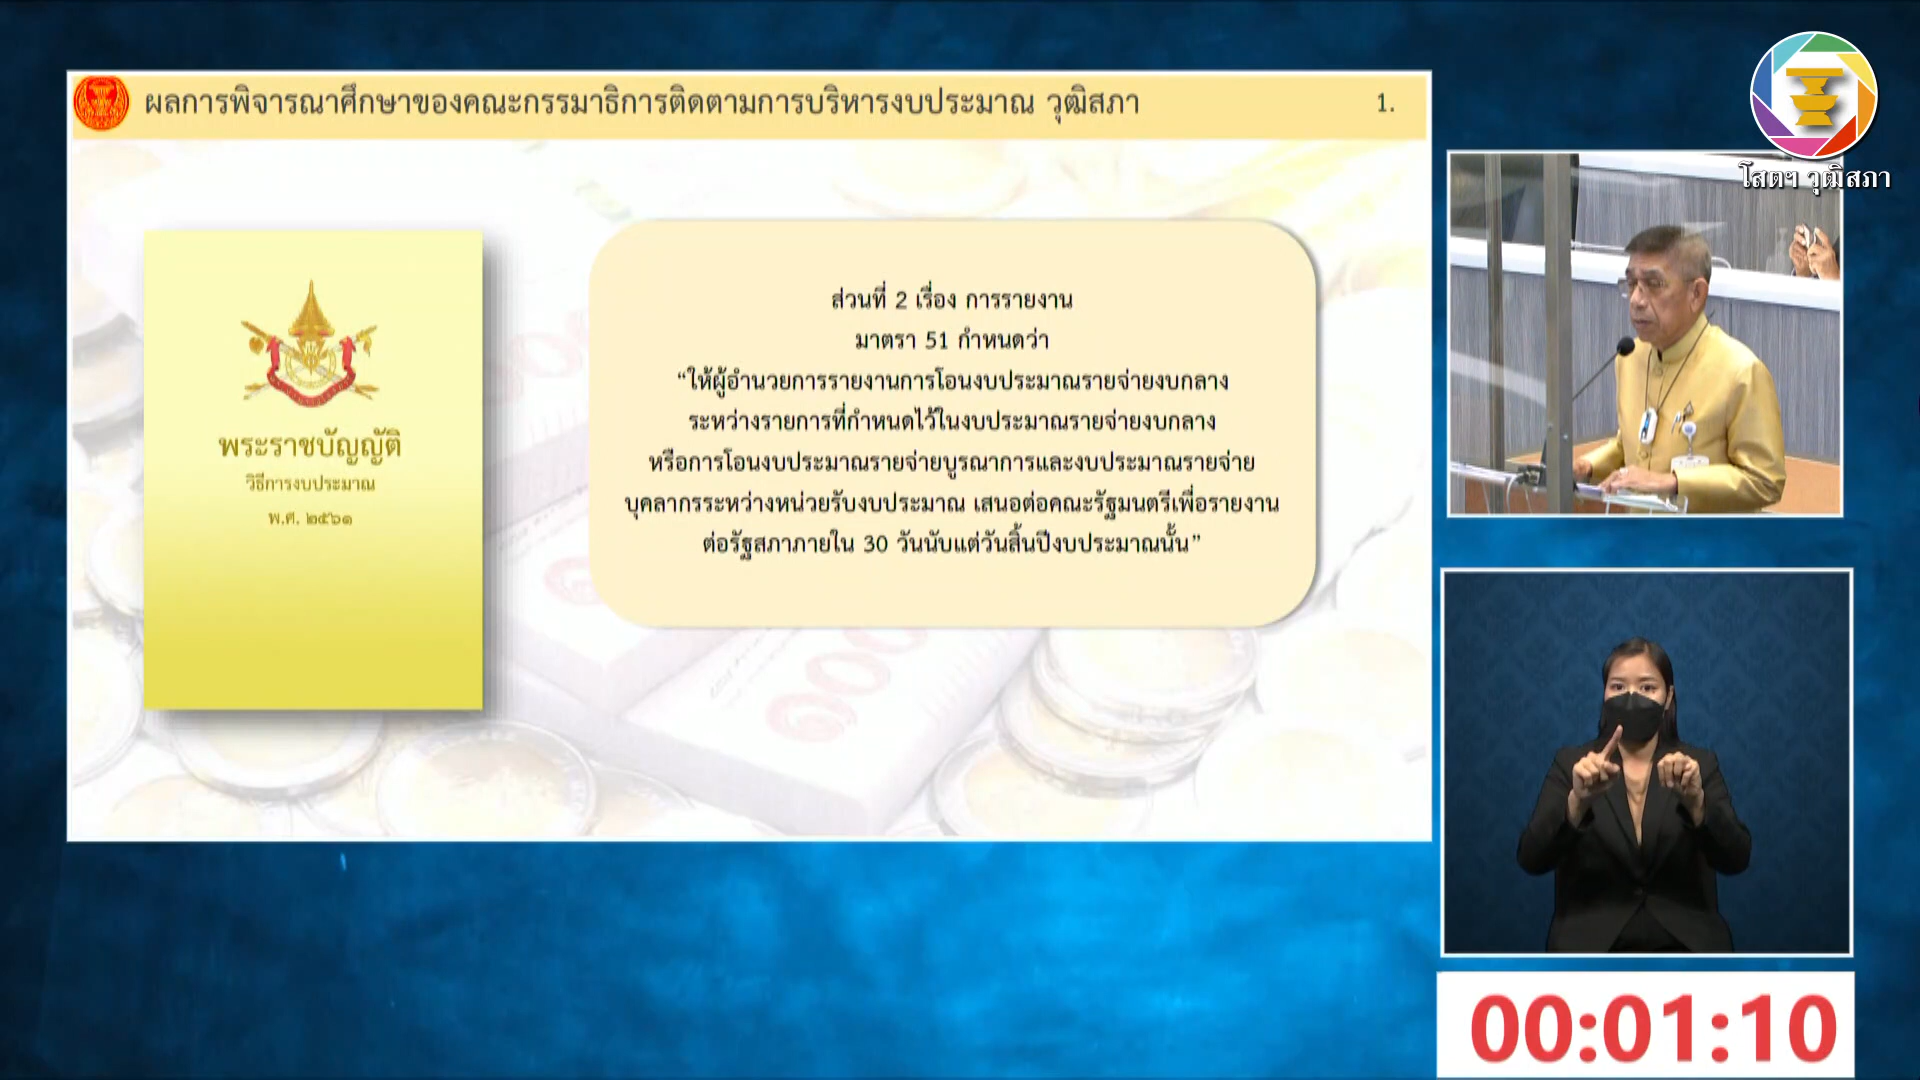 ผลการพิจารณาศึกษาของคณะกรรมาธิการติดตามการบริหารงบประมาณ วุฒิสภา
1.
โสตฯ วุฒิสภา
พระราชบัญญัติ
วิธีการงบประมาณ
พ.ศ. ๒๕๖๑
ส่วนที่ 2 เรื่อง การรายงาน
มาตรา 51 กำหนดว่า
“ให้ผู้อำนวยการรายงานการโอนงบประมาณรายจ่ายงบกลาง
ระหว่างรายการที่กำหนดไว้ในงบประมาณรายจ่ายงบกลาง
หรือการโอนงบประมาณรายจ่ายบูรณาการและงบประมาณรายจ่าย
บุคลากรระหว่างหน่วยรับงบประมาณ เสนอต่อคณะรัฐมนตรีเพื่อรายงาน
ต่อรัฐสภาภายใน 30 วันนับแต่วันสิ้นปีงบประมาณนั้น”
00:01:10